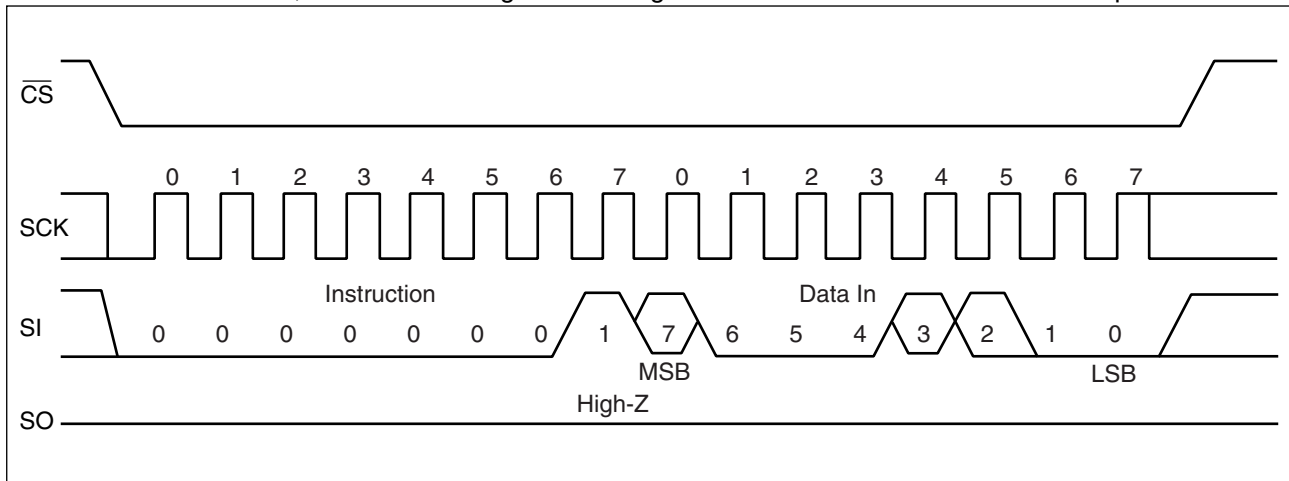 CS
0 1 2 3 4 5 6 7 0 1 2 3 4 5 6 7
SCK
Instruction Data In
SI 0 0 0 0 0 0 0 1 7 6 5 4 3 2 1 0
MSB LSB
High-Z
SO